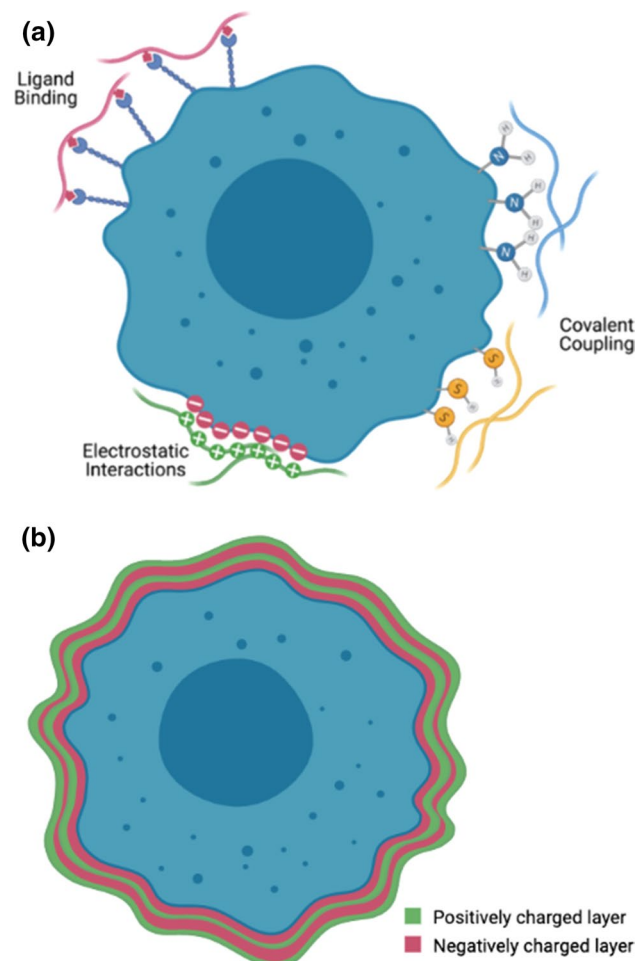 (a)
Ligand
Binding
H
N
H
H
N
H
H
N
H
Covalent
Coupling
S
H
S
H
S
H
Electrostatic
Interactions
(b)
Positively charged layer
Negatively charged layer